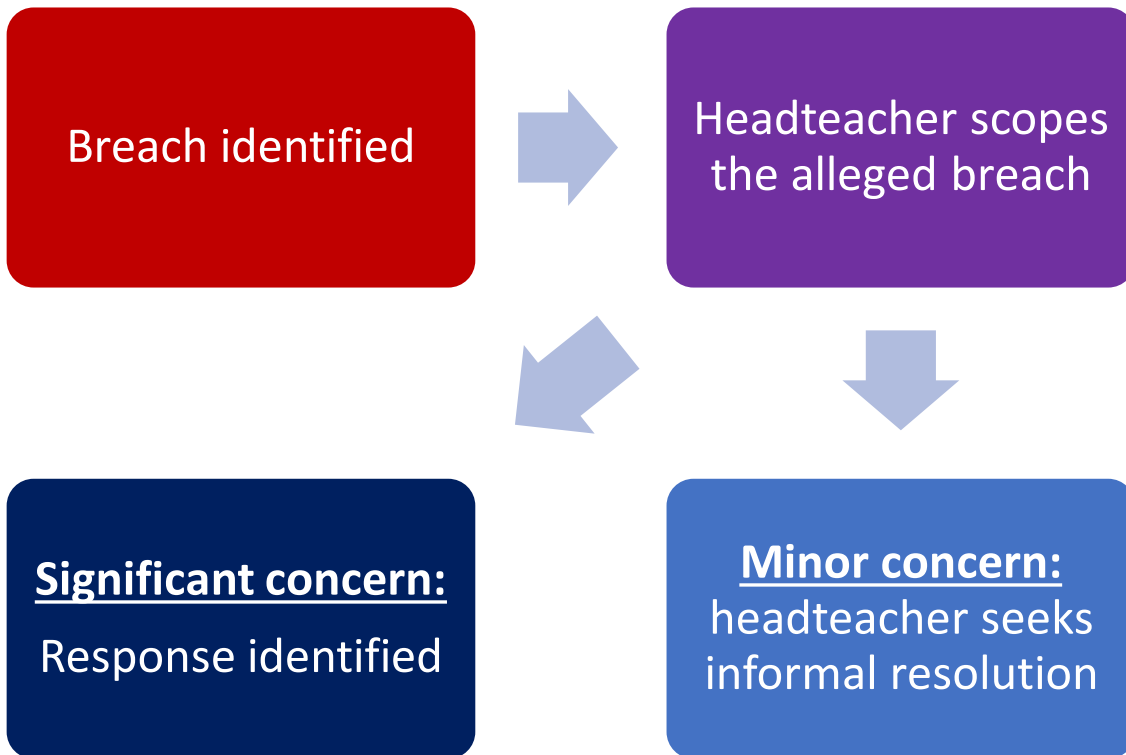 Breach identified
Headteacher scopes
the alleged breach
Significant concern:
Response identified
Minor concern:
headteacher seeks
informal resolution